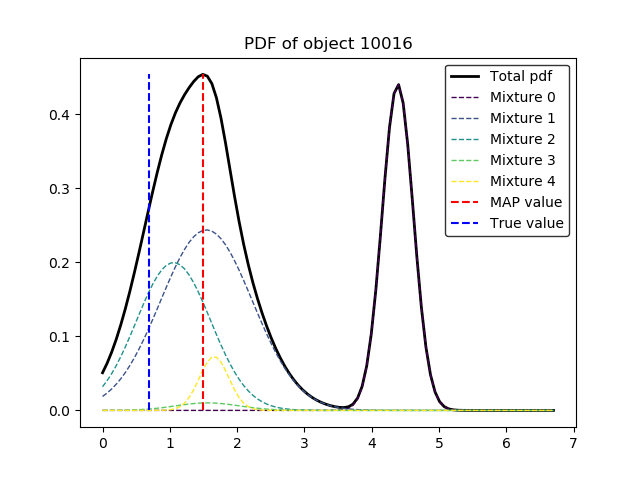 PDF of object 10016
Total pdf
Mixture 0
Mixture 1
Mixture 2
Mixture 3
Mixture 4
MAP value
True value
0.4
0.3
0.2
0.1
0.0
0 1 2 3 4 5 6 7